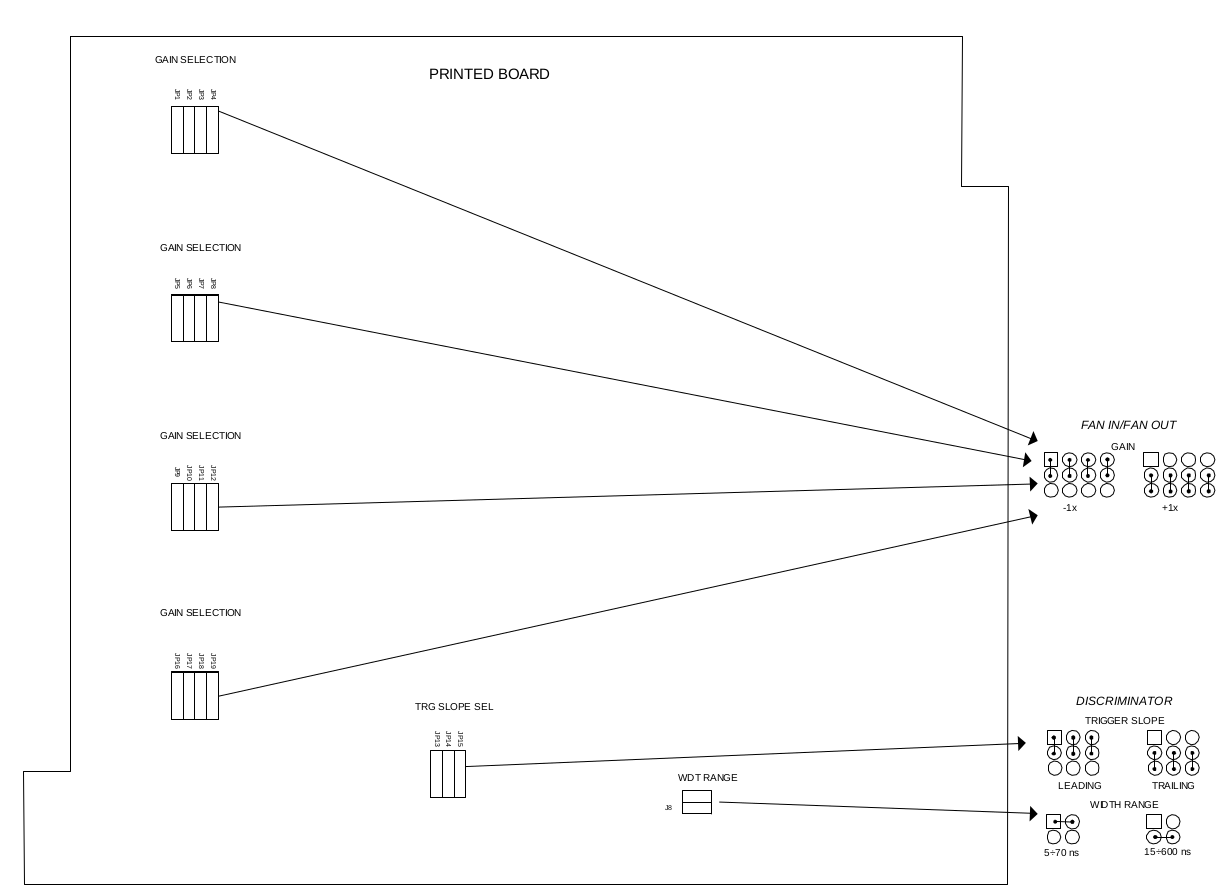 GAIN SELECTION
PRINTED BOARD
JP1
JP2
JP3
JP4
GAIN SELECTION
JP5
JP6
JP7
JP8
GAIN SELECTION
JP9
JP10
JP11
JP12
FAN IN/FAN OUT
GAIN
-1x
+1x
GAIN SELECTION
JP16
JP17
JP18
JP19
TRG SLOPE SEL
JP13
JP14
JP15
WDT RANGE
J8
DISCRIMINATOR
TRIGGER SLOPE
LEADING
TRAILING
WIDTH RANGE
5÷70 ns
15÷600 ns